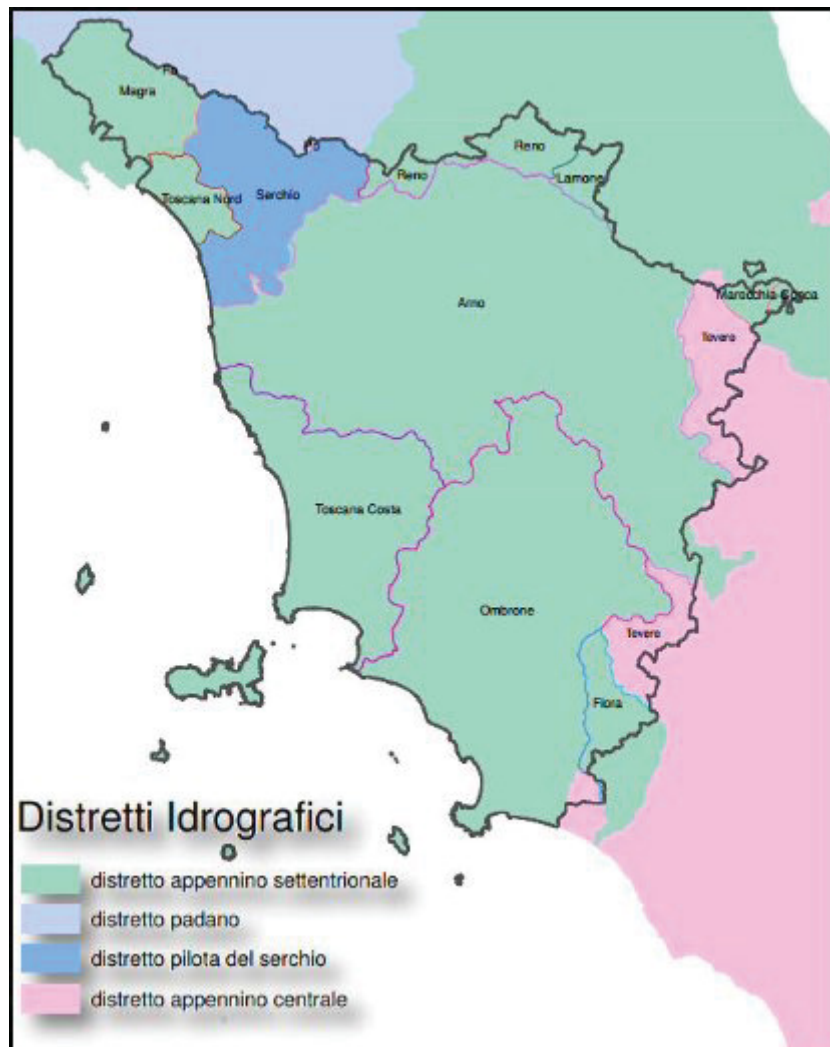 Po
Magra
Po
Reno
Reno
Lamone
Toscana Nord
Serchio
Marecchia Conca
Arno
Tevere
Toscana Costa
Ombrone
Tevere
Fiora
Distretti Idrografici
distretto appennino settentrionale
distretto padano
distretto pilota del serchio
distretto appennino centrale